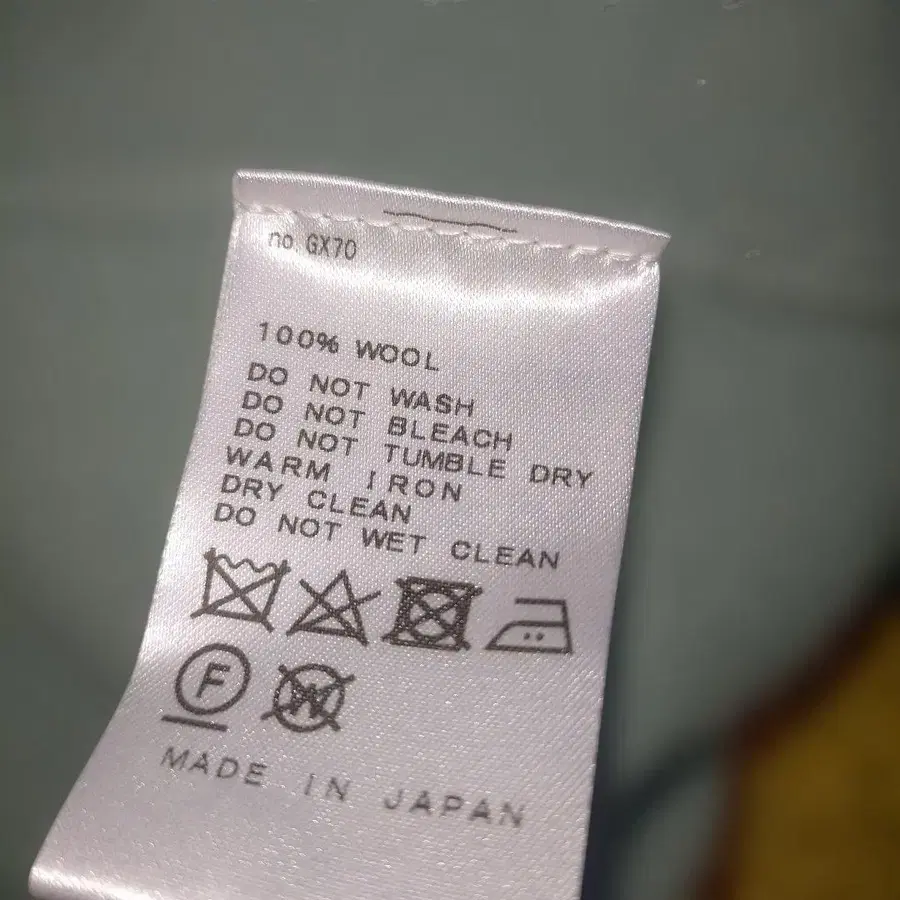 no. GX70
100% WOOL
DO NOT WASH
DO NOT BLEACH
DO NOT TUMBLE DRY
WARM IRON
DRY CLEAN
DO NOT WET CLEAN
F W
MADE IN JAPAN